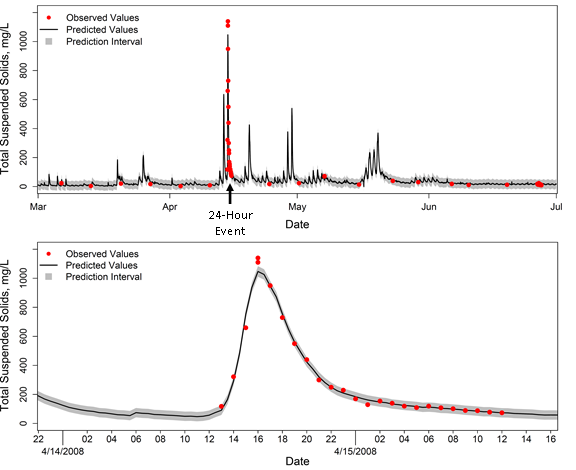 Total Suspended Solids, mg/L
0 200 400 600 800 1000
Observed Values
Predicted Values
Prediction Interval
Mar Apr May Jun Jul
24-Hour
Event
Date
Total Suspended Solids, mg/L
0 200 400 600 800 1000
Observed Values
Predicted Values
Prediction Interval
22 02 04 06 08 10 12 14 16 18 20 22 02 04 06 08 10 12 14 16
4/14/2008 4/15/2008
Date